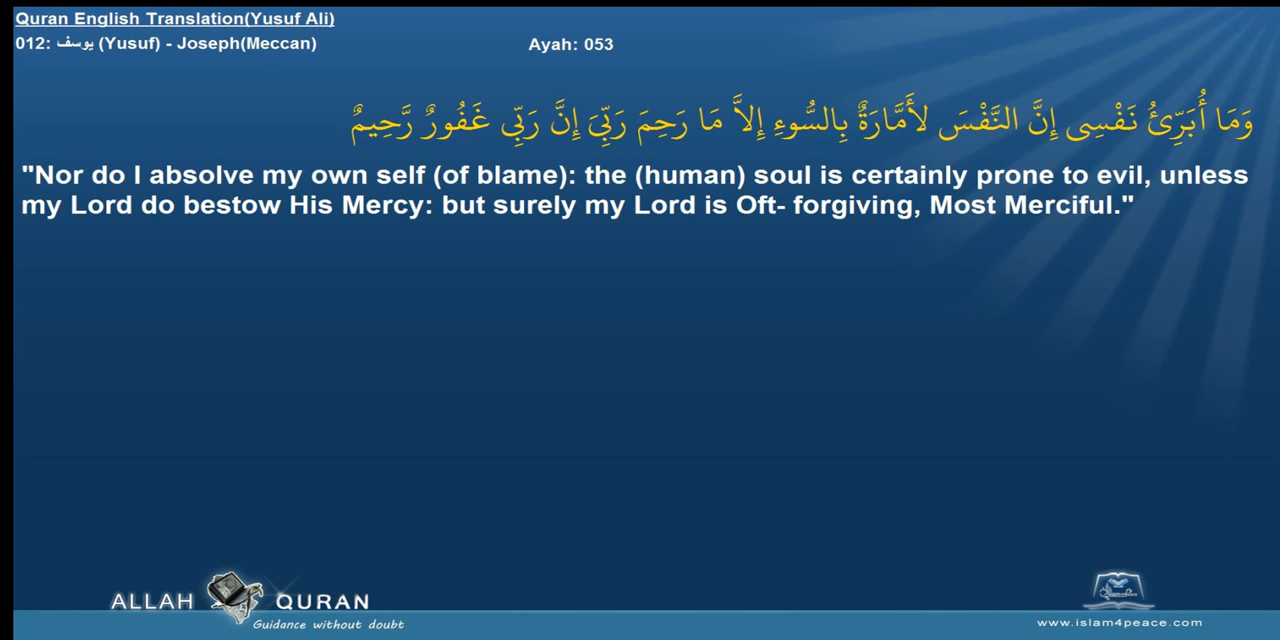 Quran English Translation(Yusuf Ali)
012: يوسف (Yusuf) - Joseph(Meccan)
Ayah: 053
وَمَا أُبَرِّئُ نَفْسِى إِنَّ النَّفْسَ لأَمَّارَةٌ بِالسُّوءِ إِلاَّ مَا رَحِمَ رَبِّىَ إِنَّ رَبِّى غَفُورٌ رَّحِيمٌ
"Nor do I absolve my own self (of blame): the (human) soul is certainly prone to evil, unless
my Lord do bestow His Mercy: but surely my Lord is Oft- forgiving, Most Merciful."
ALLAH QURAN
Guidance without doubt
www.islam4peace.com